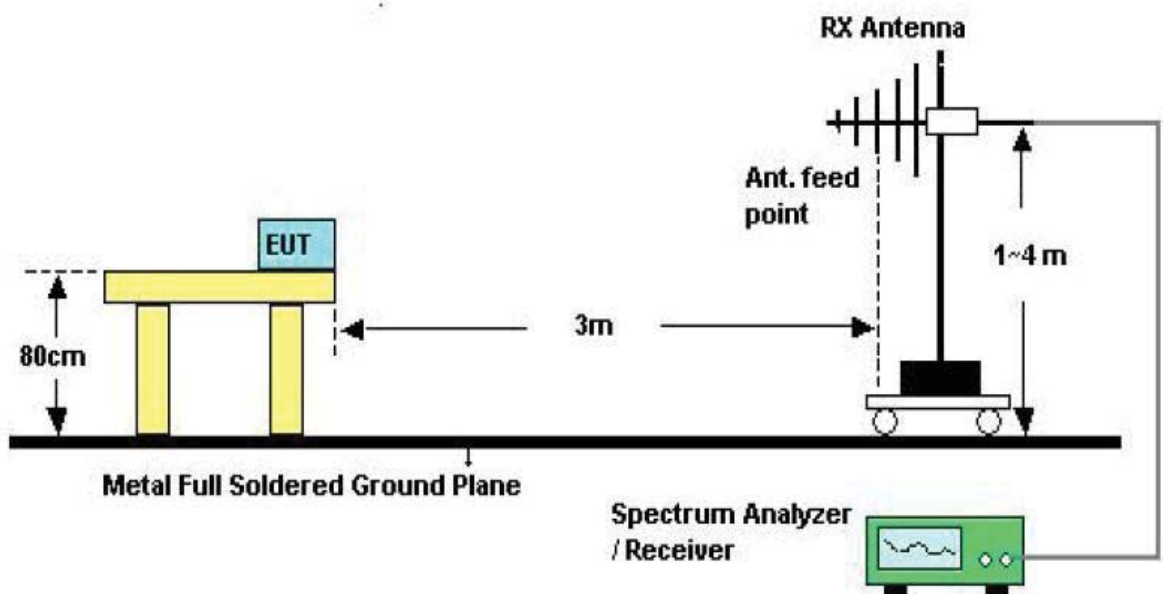 RX Antenna
Ant. feed
point
EUT
1~4 m
3m
80cm
Metal Full Soldered Ground Plane
Spectrum Analyzer
/ Receiver